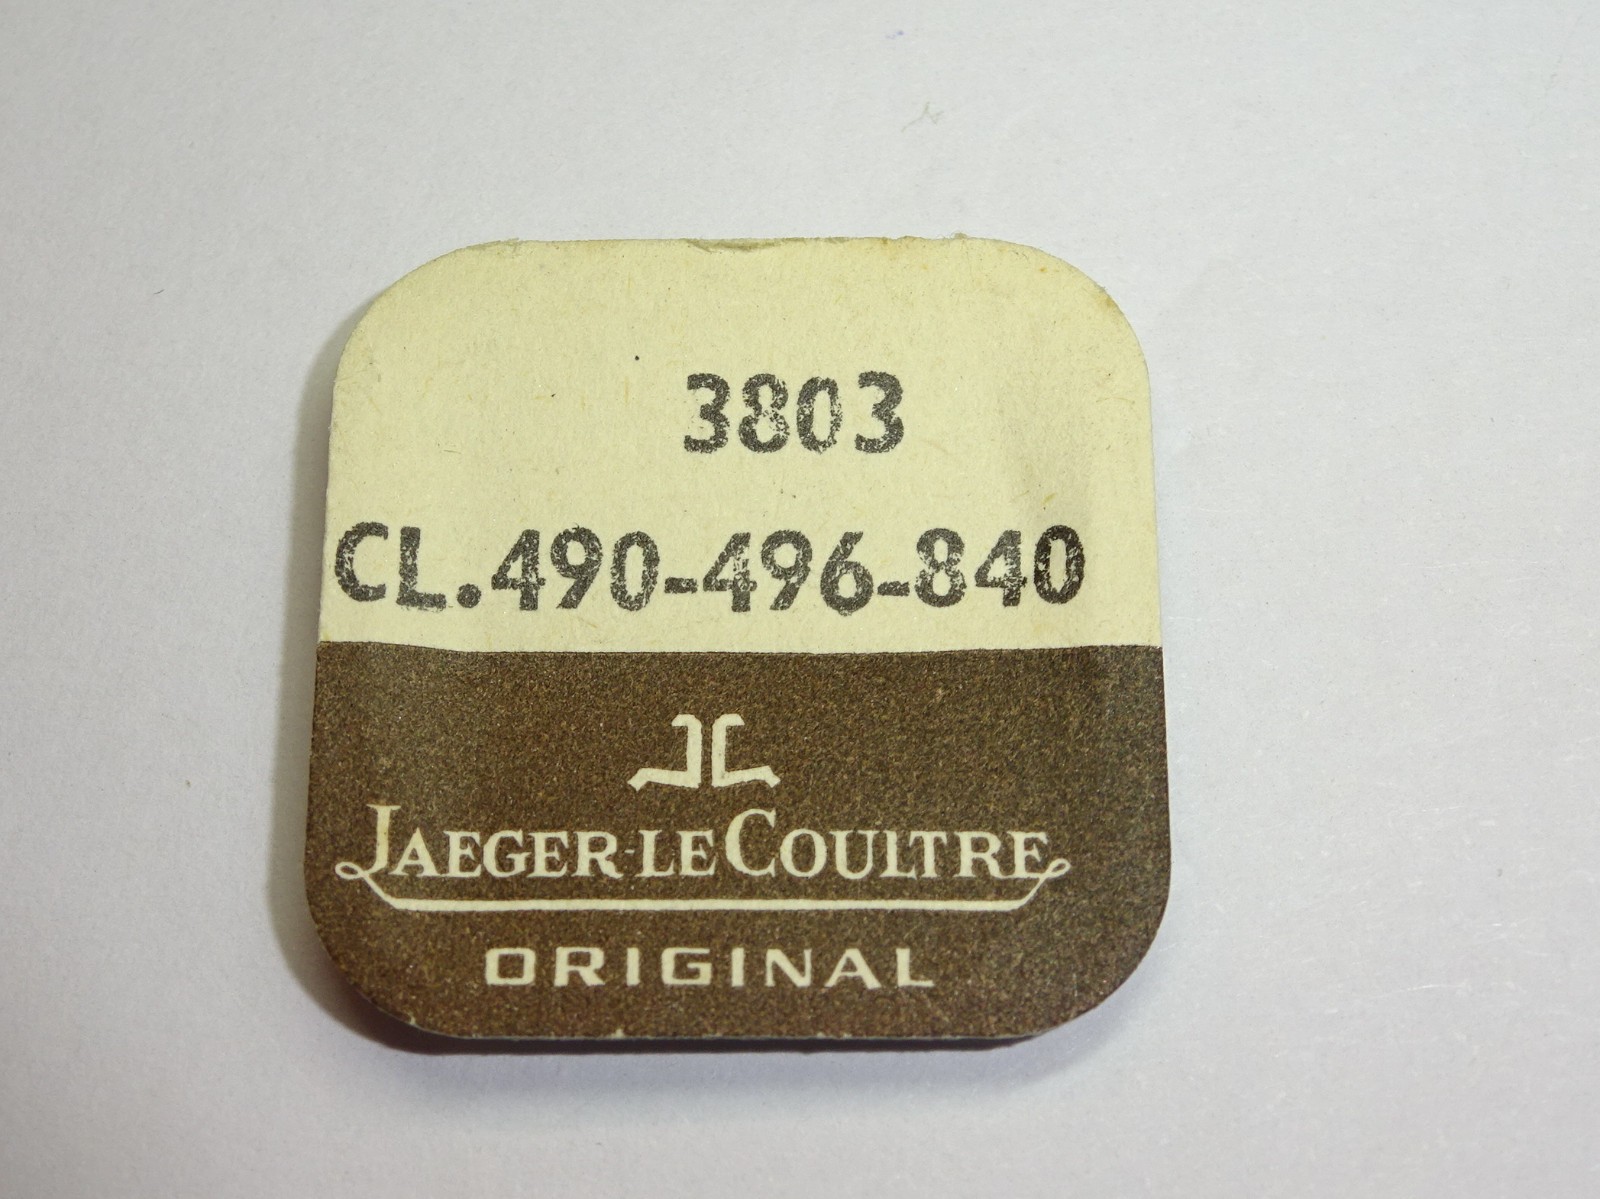 3803
CL.490-496-840
JAEGER-LECOULTRE
ORIGINAL